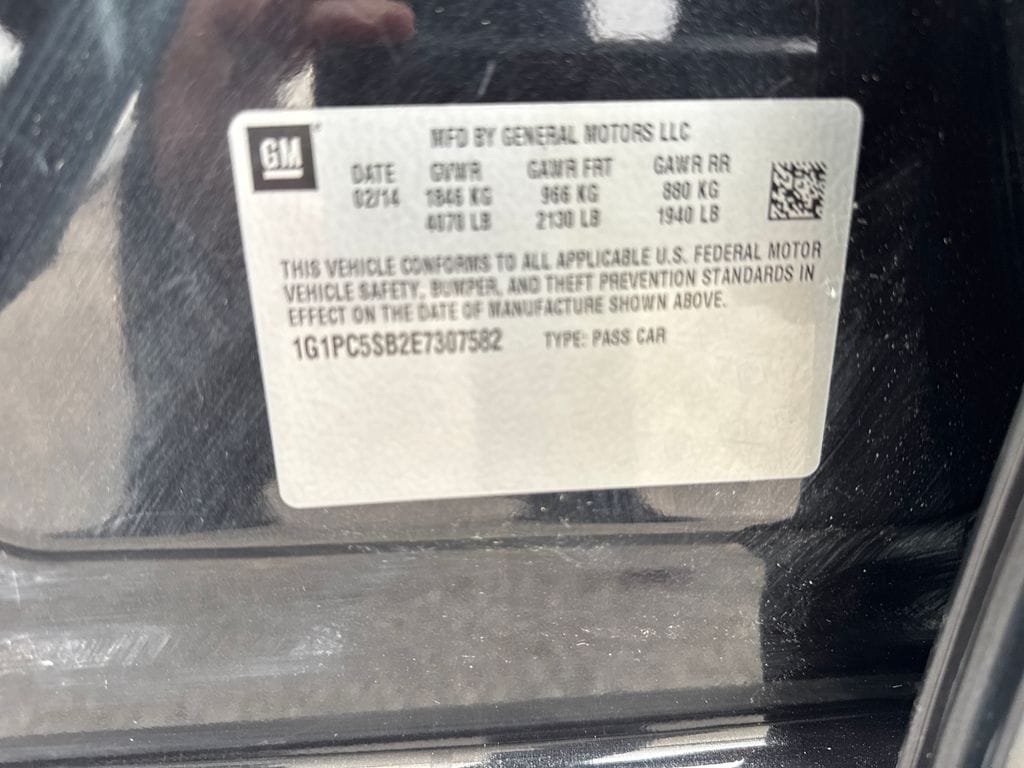 GM
MFD BY GENERAL MOTORS LLC
DATE GVWR GAWR FRT GAWR RR
02/14 1846 KG 966 KG 880 KG
4070 LB 2130 LB 1940 LB
THIS VEHICLE CONFORMS TO ALL APPLICABLE U.S. FEDERAL MOTOR
VEHICLE SAFETY, BUMPER, AND THEFT PREVENTION STANDARDS IN
EFFECT ON THE DATE OF MANUFACTURE SHOWN ABOVE.
1G1PC5SB2E7307582 TYPE: PASS CAR